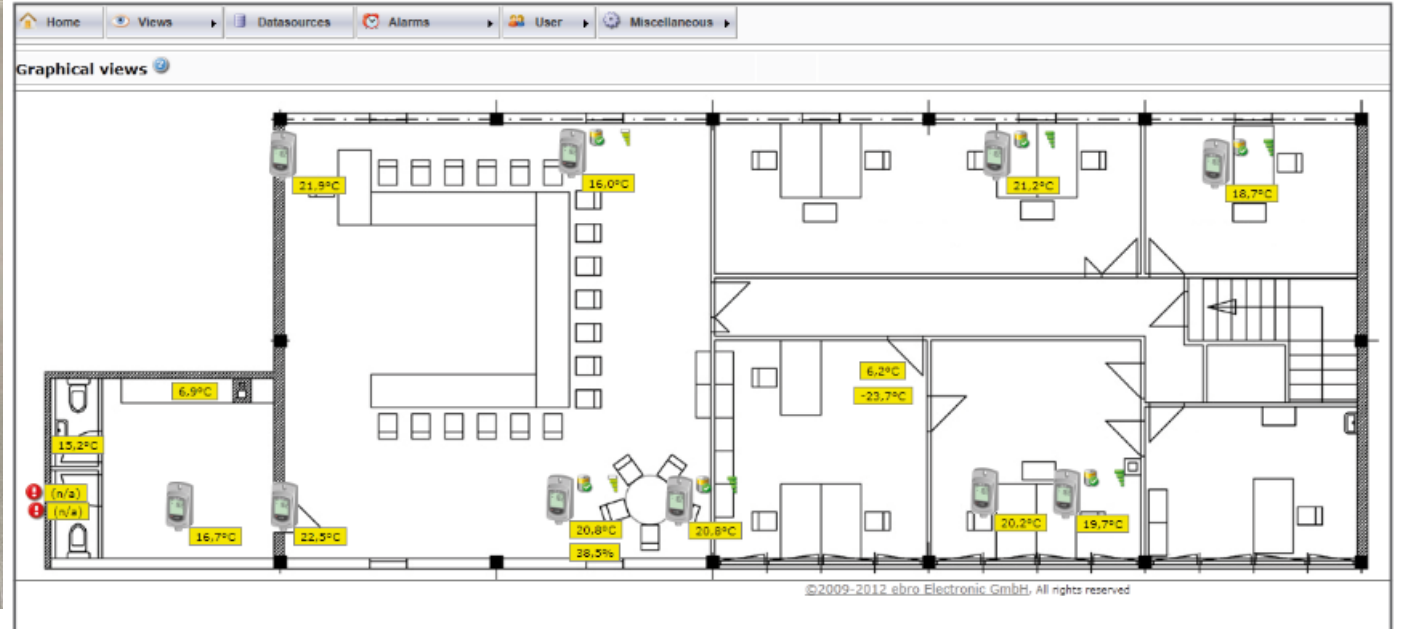 Home Views Datasources Alarms User Miscellaneous
Graphical views
21,9°C
16,0°C
21,2°C
18,7°C
6,9°C
6,2°C
-23,7°C
15,2°C
(n/a)
(n/a)
16,7°C
22,5°C
20,8°C
38,5%
20,8°C
20,2°C
19,7°C
©2009-2012 ebro Electronic GmbH, All rights reserved